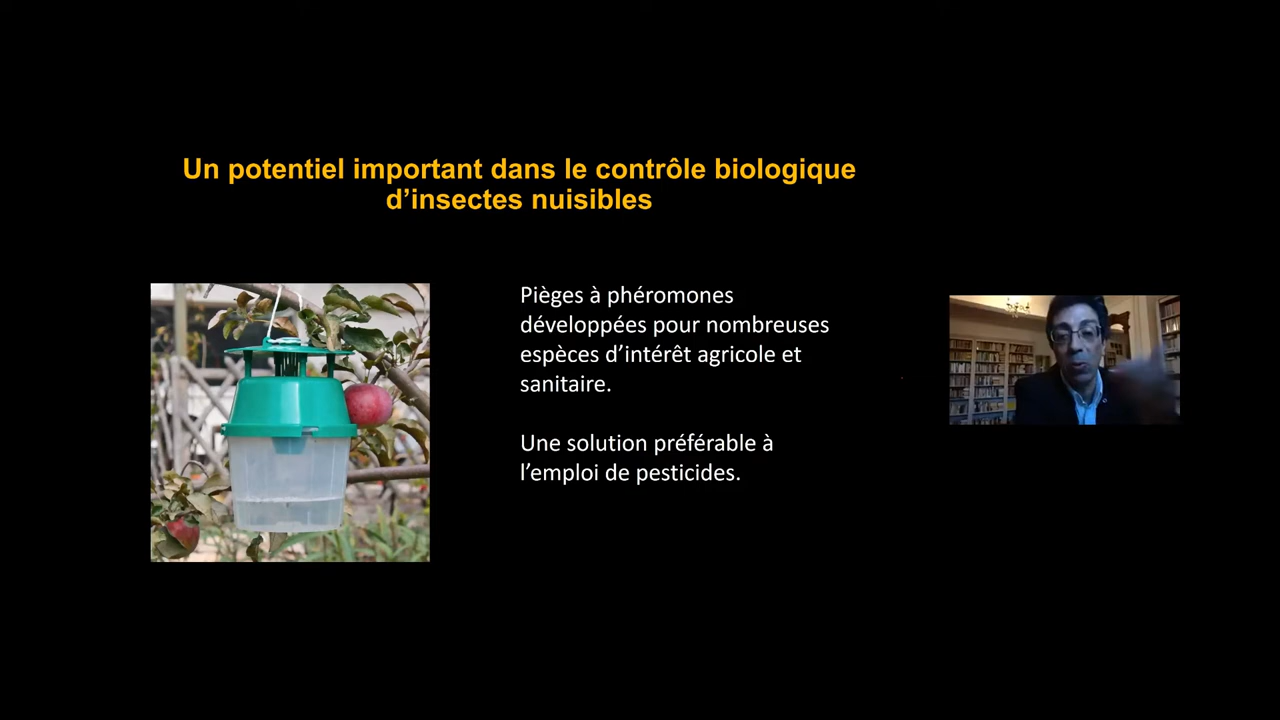 Un potentiel important dans le contrôle biologique
d’insectes nuisibles
Pièges à phéromones
développées pour nombreuses
espèces d’intérêt agricole et
sanitaire.
Une solution préférable à
l’emploi de pesticides.